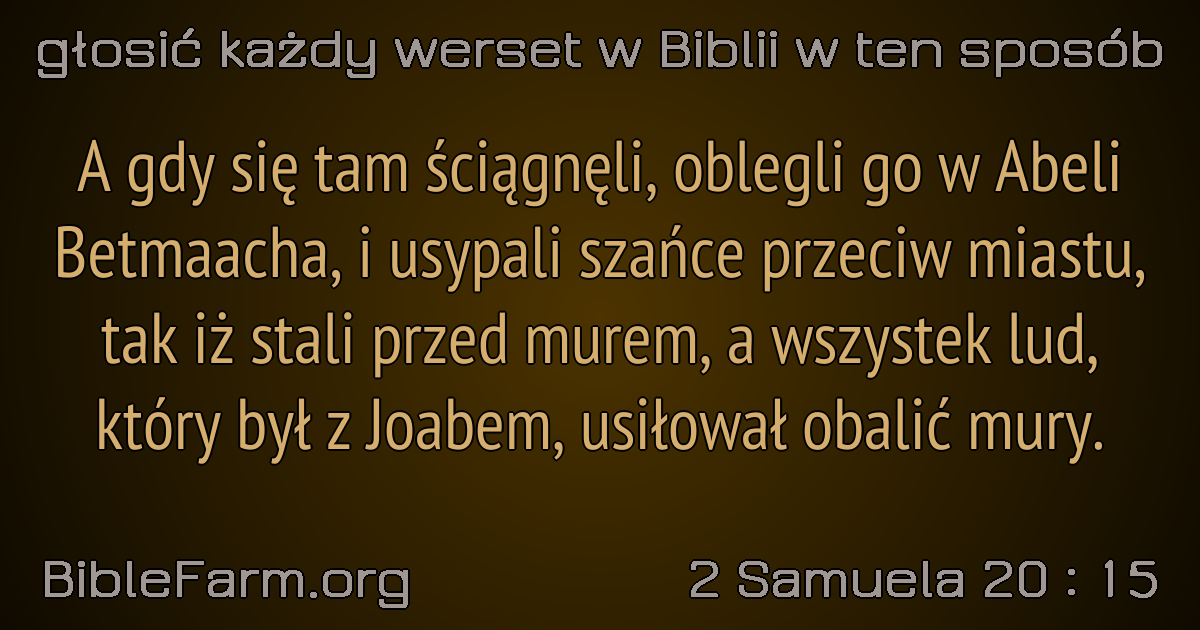 głosić każdy werset w Biblii w ten sposób
A gdy się tam ściągnęli, oblegli go w Abeli
Betmaacha, i usypali szańce przeciw miastu,
tak iż stali przed murem, a wszystek lud,
który był z Joabem, usiłował obalić mury.
BibleFarm.org
2 Samuela 20 : 15